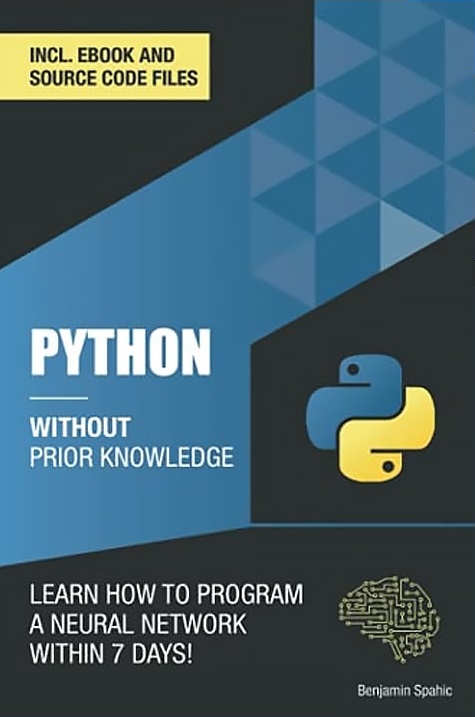 INCL. EBOOK AND
SOURCE CODE FILES
PYTHON
WITHOUT
PRIOR KNOWLEDGE
LEARN HOW TO PROGRAM
A NEURAL NETWORK
WITHIN 7 DAYS!
Benjamin Spahic